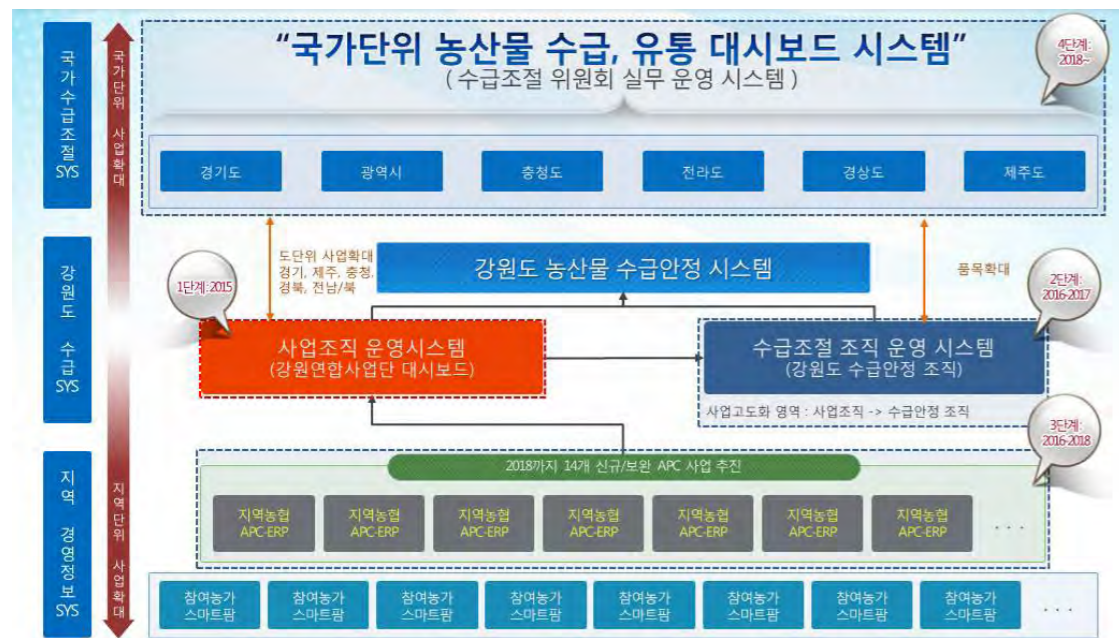 “국가단위 농산물 수급, 유통 대시보드 시스템”
( 수급조절 위원회 실무 운영 시스템 )
4단계:
2018~
국가수급조절
SYS
국가단위 사업확대
경기도
광역시
충청도
전라도
경상도
제주도
강원도 수급
SYS
1단계: 2015
도단위 사업확대
경기, 제주, 충청,
경북, 전남/북
강원도 농산물 수급안정 시스템
품목확대
2단계:
2016-2017
사업조직 운영시스템
(강원연합사업단 대시보드)
수급조절 조직 운영 시스템
(강원도 수급안정 조직)
사업고도화 영역 : 사업조직 -> 수급안정 조직
3단계:
2016-2018
지역 경영정보
SYS
지역단위 사업확대
2018까지 14개 신규/보완 APC 사업 추진
지역농협
APC-ERP
지역농협
APC-ERP
지역농협
APC-ERP
지역농협
APC-ERP
지역농협
APC-ERP
지역농협
APC-ERP
지역농협
APC-ERP
. . .
참여농가
스마트팜
참여농가
스마트팜
참여농가
스마트팜
참여농가
스마트팜
참여농가
스마트팜
참여농가
스마트팜
참여농가
스마트팜
참여농가
스마트팜
. . .